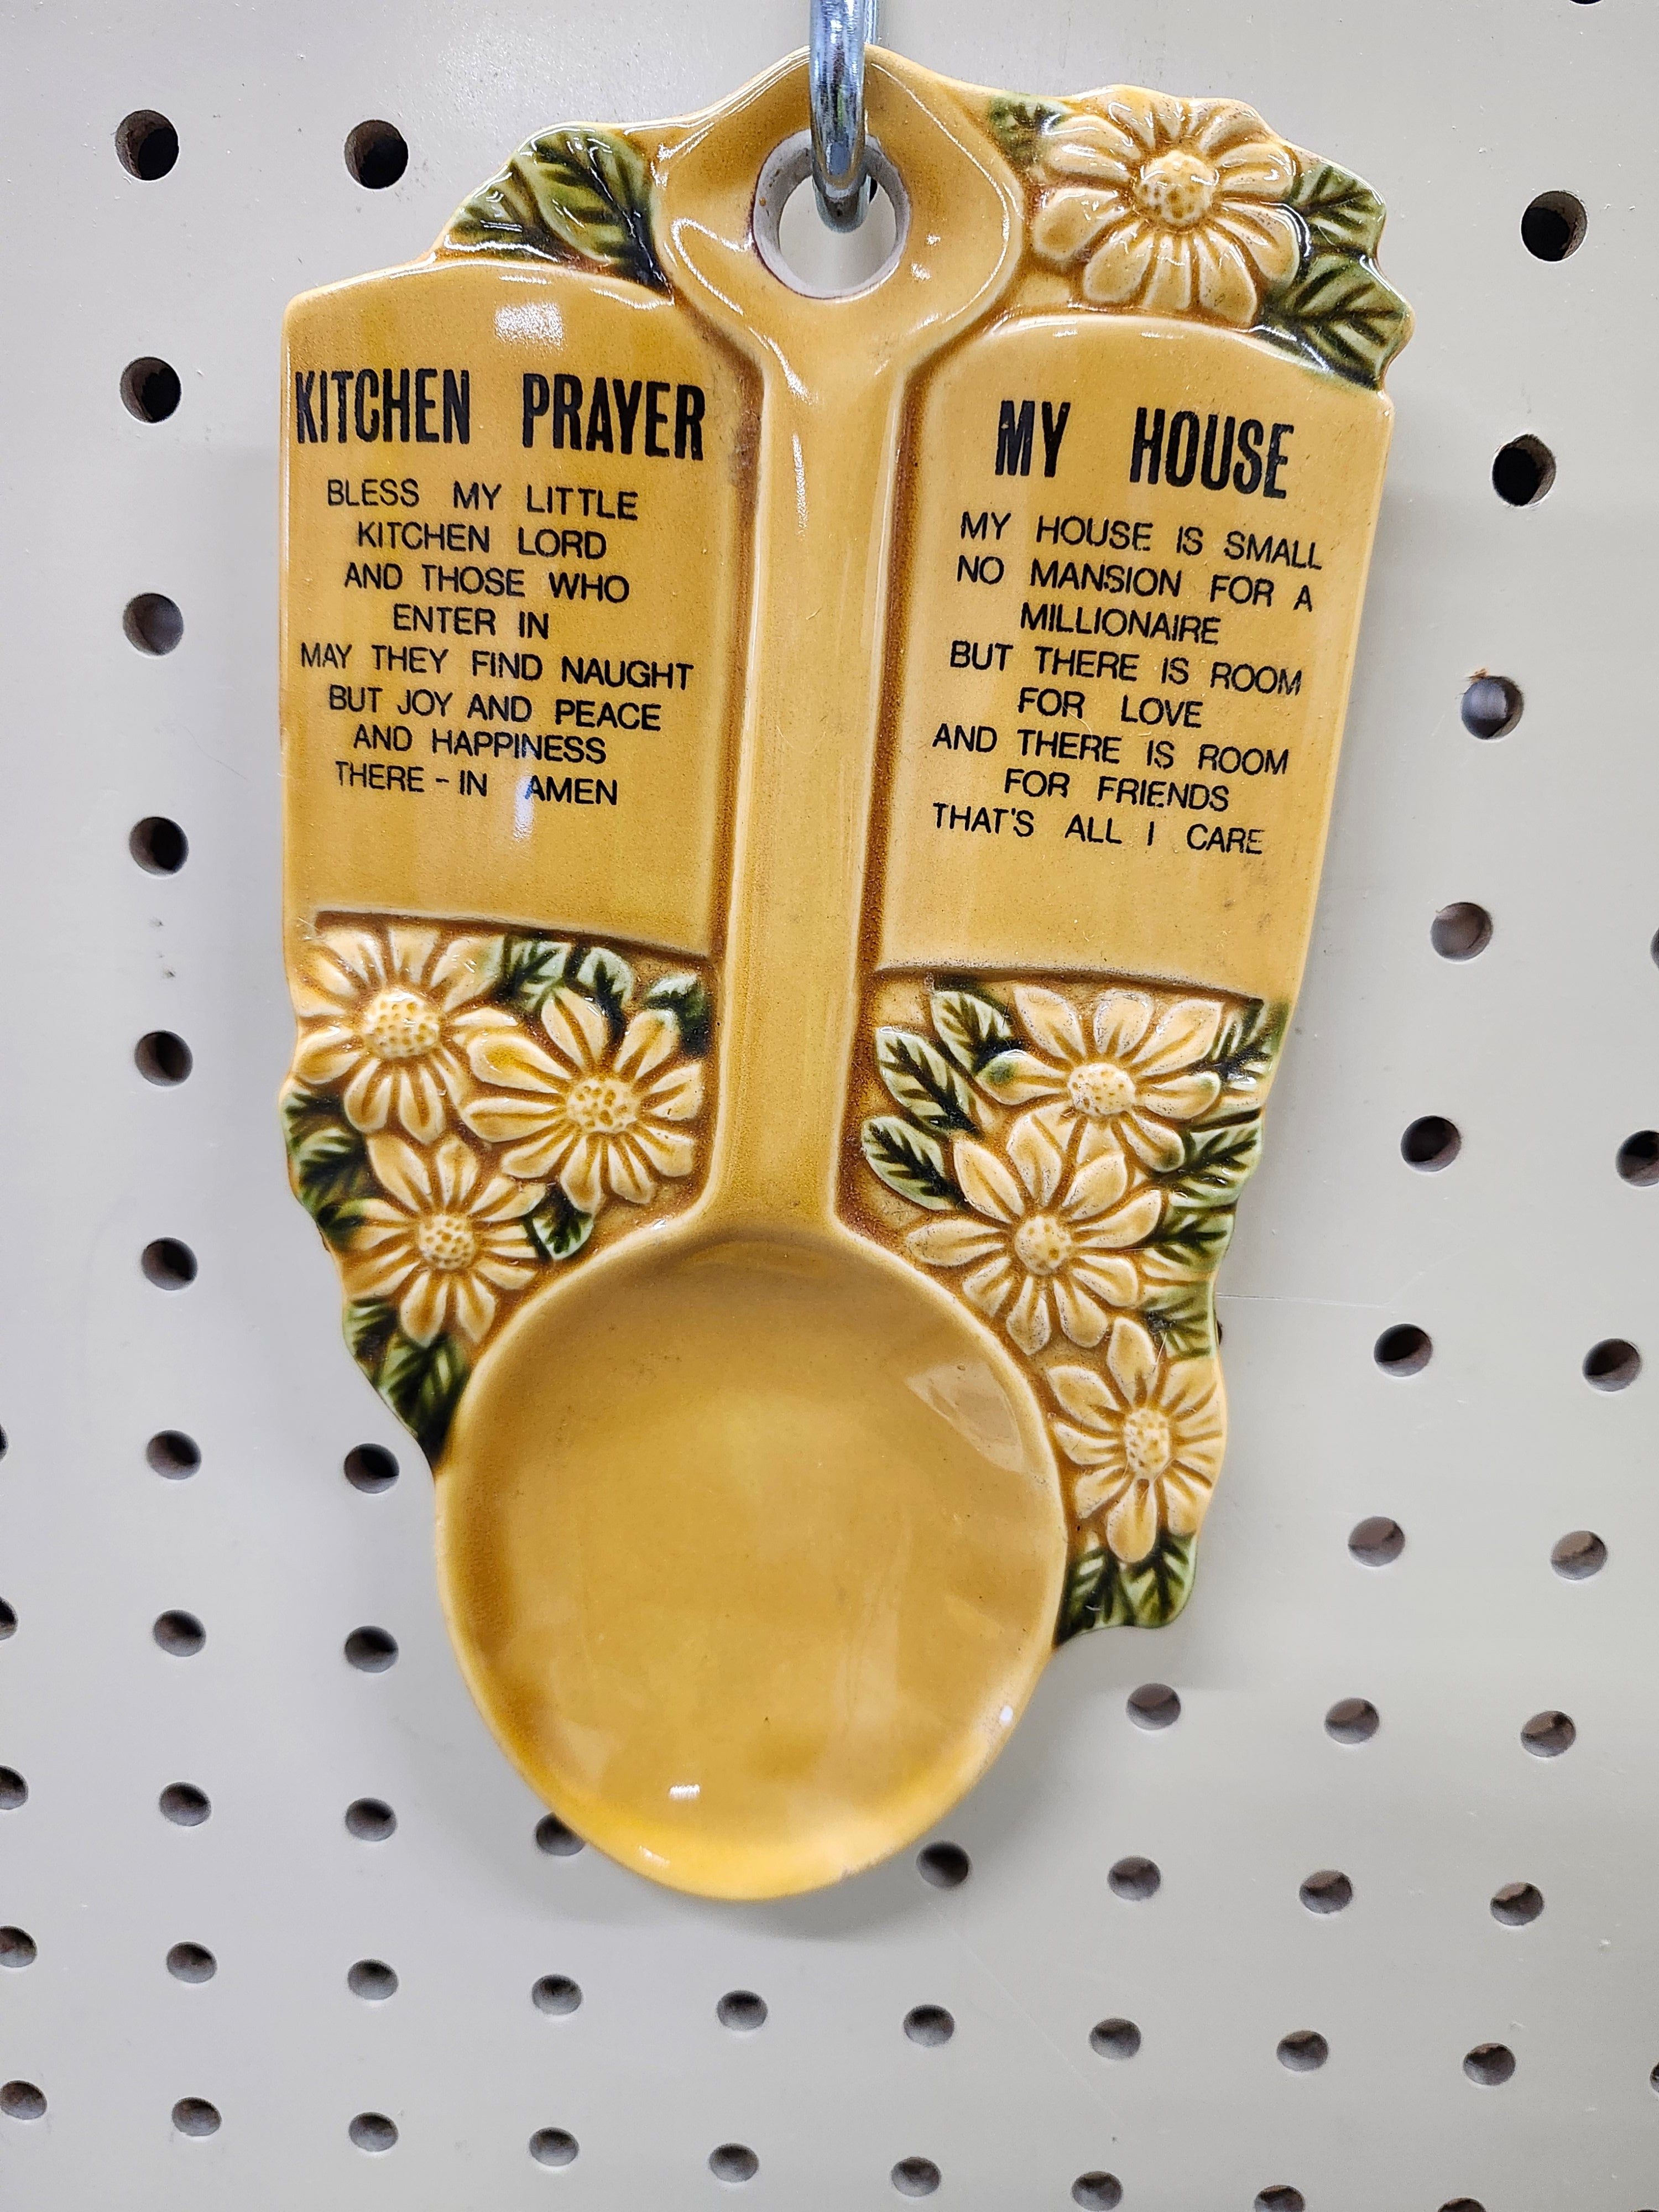 KITCHEN PRAYER
BLESS MY LITTLE
KITCHEN LORD
AND THOSE WHO
ENTER IN
MAY THEY FIND NAUGHT
BUT JOY AND PEACE
AND HAPPINESS
THERE-IN AMEN
MY HOUSE
MY HOUSE IS SMALL
NO MANSION FOR A
MILLIONAIRE
BUT THERE IS ROOM
FOR LOVE
AND THERE IS ROOM
FOR FRIENDS
THAT'S ALL I CARE